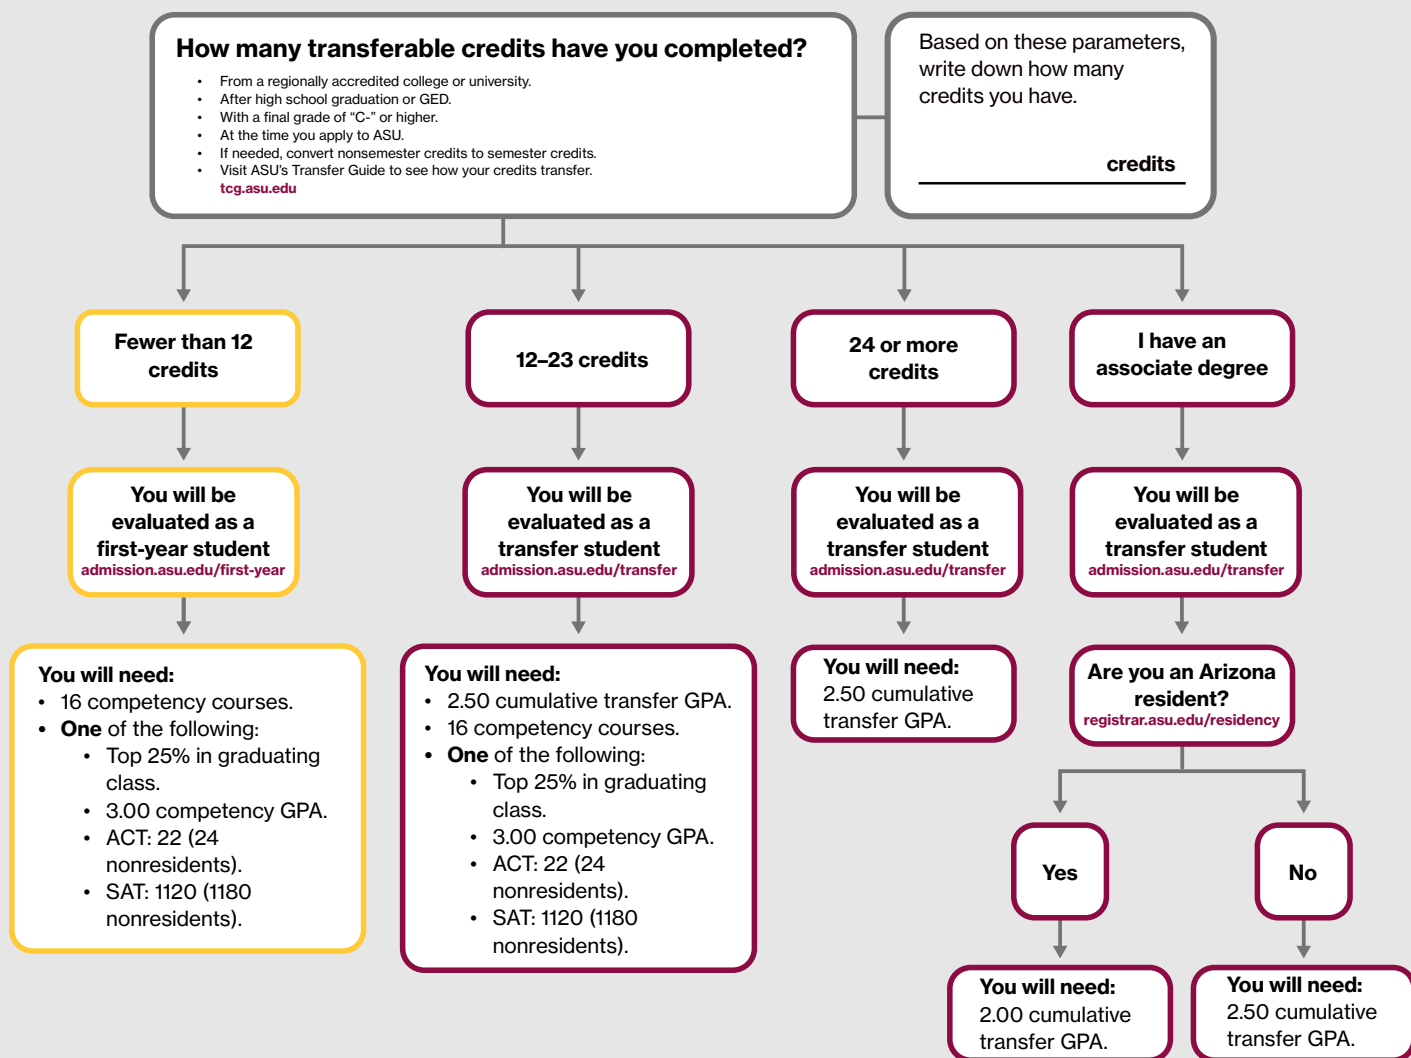 How many transferable credits have you completed?
• From a regionally accredited college or university.
• After high school graduation or GED.
• With a final grade of “C-” or higher.
• At the time you apply to ASU.
• If needed, convert nonsemester credits to semester credits.
• Visit ASU’s Transfer Guide to see how your credits transfer.
tcg.asu.edu
Based on these parameters,
write down how many
credits you have.
credits
Fewer than 12
credits
You will be
evaluated as a
first-year student
admission.asu.edu/first-year
You will need:
• 16 competency courses.
• One of the following:
• Top 25% in graduating
class.
• 3.00 competency GPA.
• ACT: 22 (24
nonresidents).
• SAT: 1120 (1180
nonresidents).
12–23 credits
You will be
evaluated as a
transfer student
admission.asu.edu/transfer
You will need:
• 2.50 cumulative transfer GPA.
• 16 competency courses.
• One of the following:
• Top 25% in graduating
class.
• 3.00 competency GPA.
• ACT: 22 (24
nonresidents).
• SAT: 1120 (1180
nonresidents).
24 or more
credits
You will be
evaluated as a
transfer student
admission.asu.edu/transfer
You will need:
2.50 cumulative
transfer GPA.
I have an
associate degree
You will be
evaluated as a
transfer student
admission.asu.edu/transfer
Are you an Arizona
resident?
registrar.asu.edu/residency
Yes
You will need:
2.00 cumulative
transfer GPA.
No
You will need:
2.50 cumulative
transfer GPA.